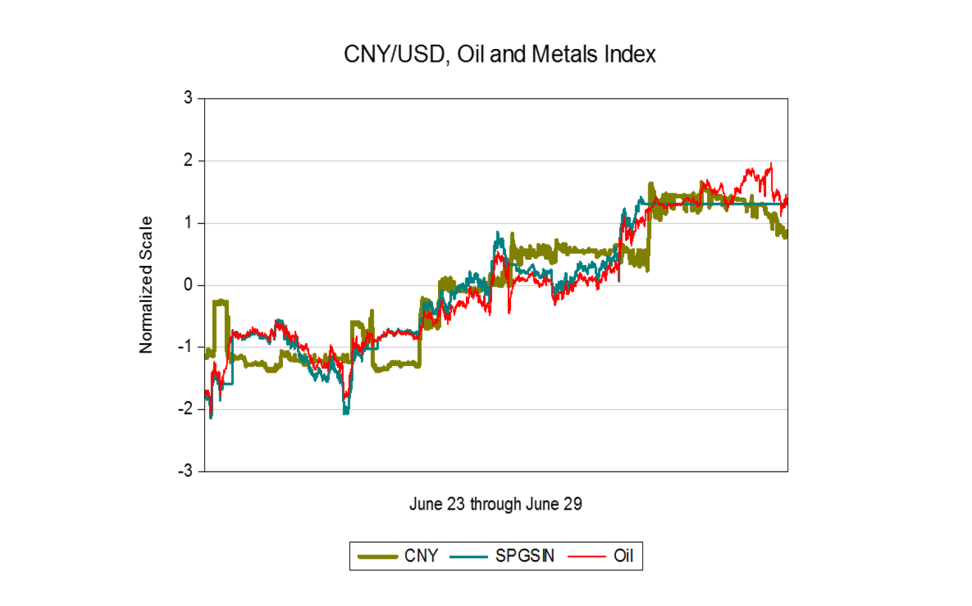 CNY/USD, Oil and Metals Index
3
2
1
0
-1
-2
-3
Normalized Scale
June 23 through June 29
CNY SPGSIN Oil